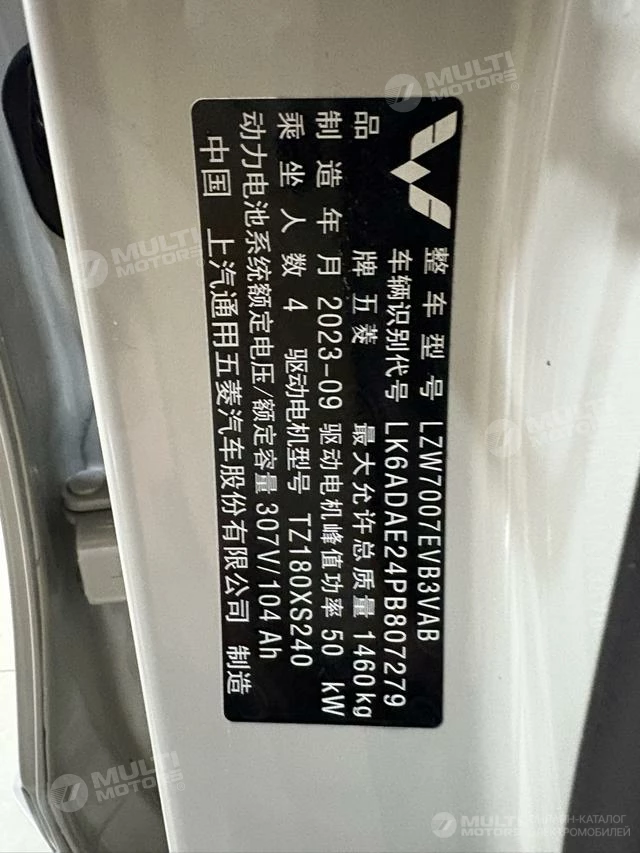 整车型号 LZW7007EVB3VAB
车辆识别代号 LK6ADAE24PB807279
品 牌 五菱 最大允许总质量 1460kg
制造年月 2023-09 驱动电机峰值功率 50 kW
乘坐人数 4 驱动电机型号 TZ180XS240
动力电池系统额定电压/额定容量 307V/104Ah
中国 上汽通用五菱汽车股份有限公司 制造
MULTI MOTORS
MULTI MOTORS
MULTI MOTORS
MULTI MOTORS
ОНЛАЙН-КАТАЛОГ
ЭЛЕКТРОМОБИЛЕЙ